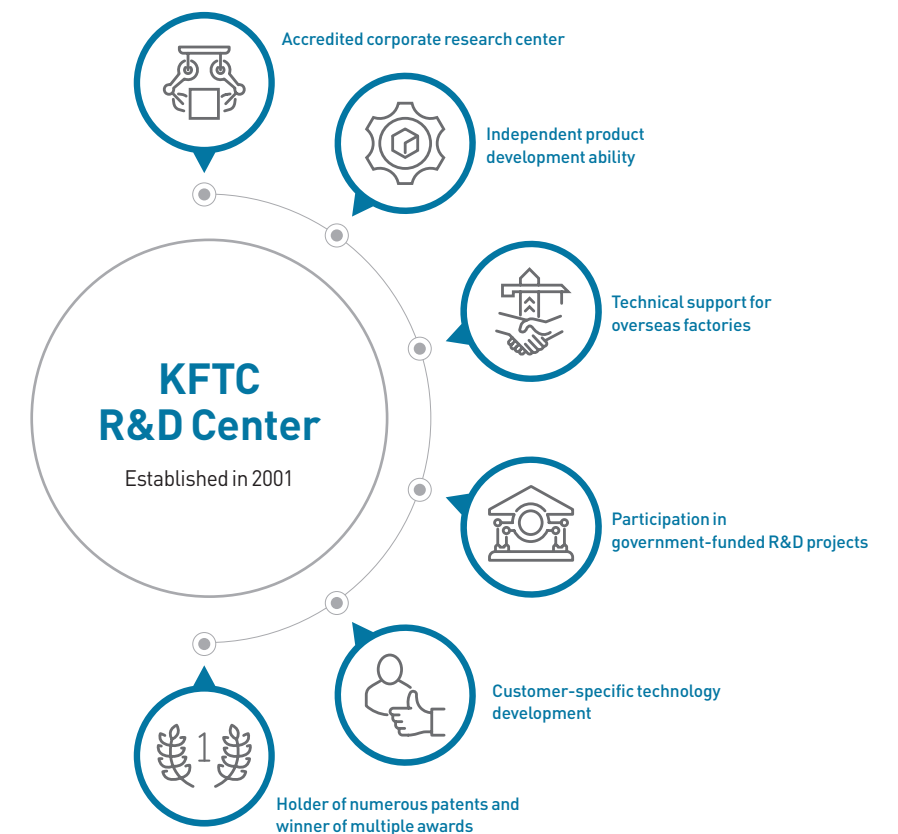 Accredited corporate research center
Independent product
development ability
Technical support for
overseas factories
KFTC
R&D Center
Established in 2001
Participation in
government-funded R&D projects
Customer-specific technology
development
1
Holder of numerous patents and
winner of multiple awards